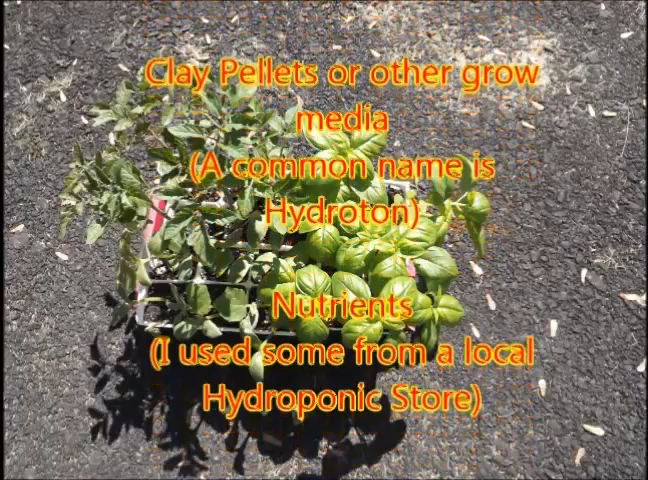 Clay Pellets or other grow
media
(A common name is
Hydroton)
Nutrients
(I used some from a local
Hydroponic Store)